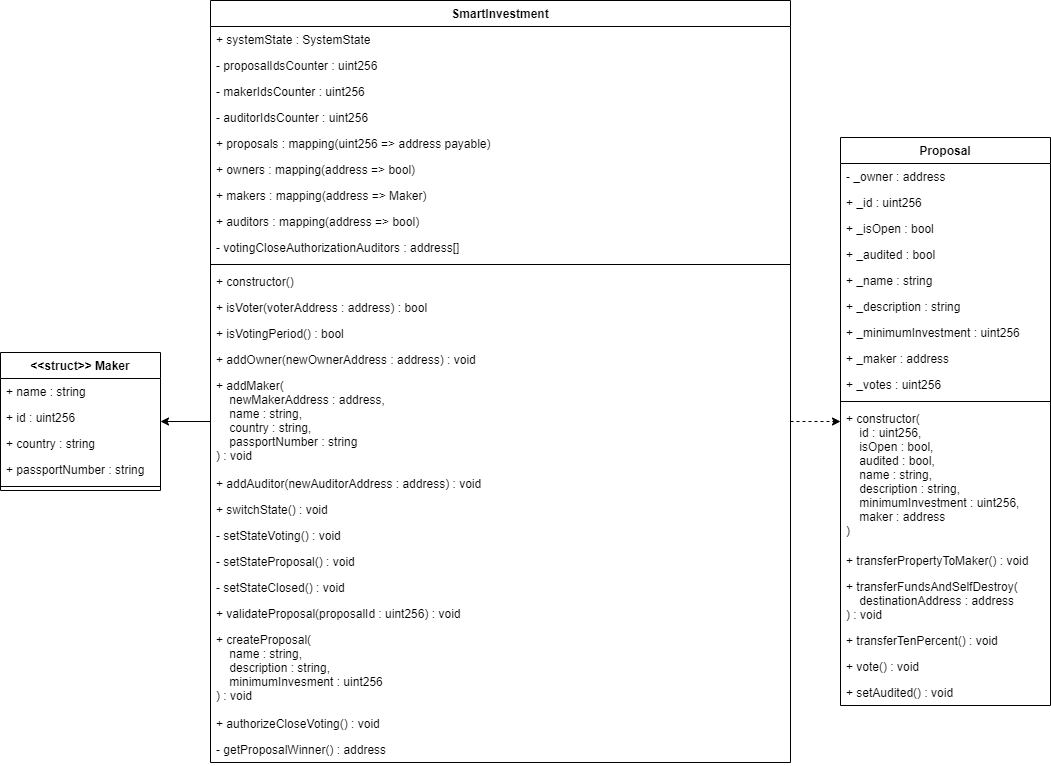 SmartInvestment
+ systemState : SystemState
- proposalIdsCounter : uint256
- makerIdsCounter : uint256
- auditorIdsCounter : uint256
+ proposals : mapping(uint256 => address payable)
+ owners : mapping(address => bool)
+ makers : mapping(address => Maker)
+ auditors : mapping(address => bool)
- votingCloseAuthorizationAuditors : address[]
+ constructor()
+ isVoter(voterAddress : address) : bool
+ isVotingPeriod() : bool
+ addOwner(newOwnerAddress : address) : void
+ addMaker(
newMakerAddress : address,
name : string,
country : string,
passportNumber : string
) : void
+ addAuditor(newAuditorAddress : address) : void
+ switchState() : void
- setStateVoting() : void
- setStateProposal() : void
- setStateClosed() : void
+ validateProposal(proposalId : uint256) : void
+ createProposal(
name : string,
description : string,
minimumInvesment : uint256
) : void
+ authorizeCloseVoting() : void
- getProposalWinner() : address
<<struct>> Maker
+ name : string
+ id : uint256
+ country : string
+ passportNumber : string
Proposal
- _owner : address
+ _id : uint256
+ _isOpen : bool
+ _audited : bool
+ _name : string
+ _description : string
+ _minimumInvestment : uint256
+ _maker : address
+ _votes : uint256
+ constructor(
id : uint256,
isOpen : bool,
audited : bool,
name : string,
description : string,
minimumInvestment : uint256,
maker : address
)
+ transferPropertyToMaker() : void
+ transferFundsAndSelfDestroy(
destinationAddress : address
) : void
+ transferTenPercent() : void
+ vote() : void
+ setAudited() : void